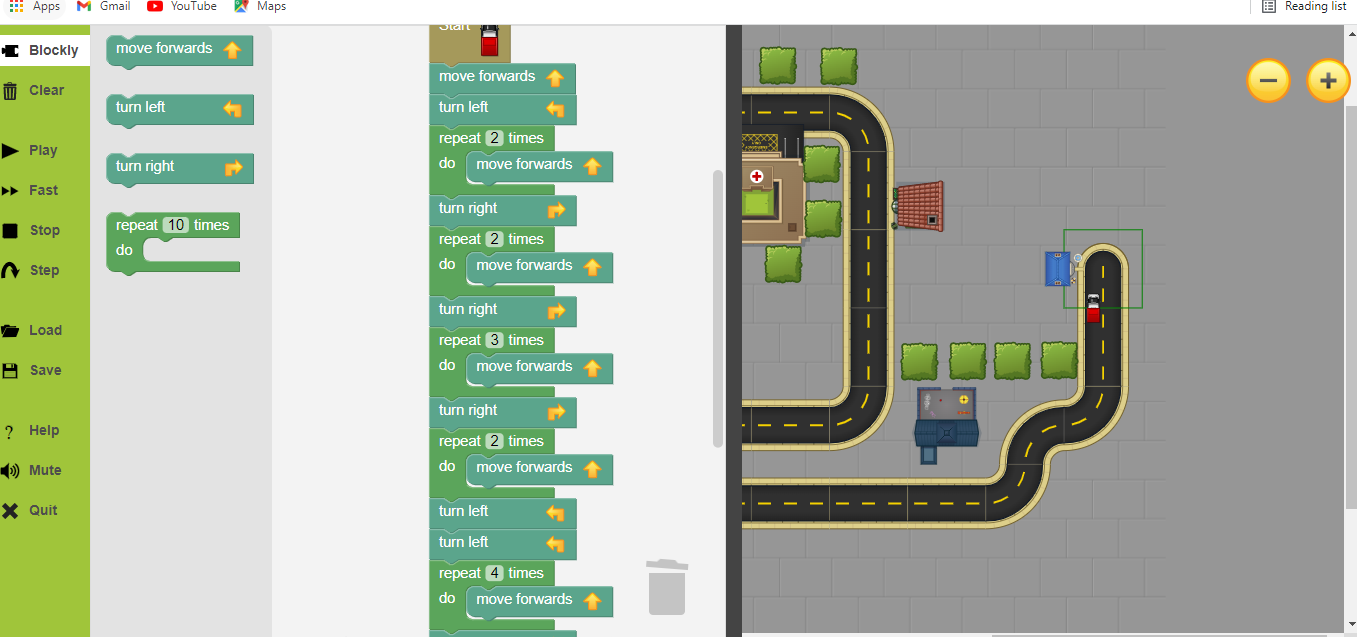 Apps Gmail YouTube Maps Reading list
Blockly
Clear
Play
Fast
Stop
Step
Load
Save
Help
Mute
Quit
move forwards
turn left
turn right
repeat 10 times
do
Start
move forwards
turn left
repeat 2 times
do move forwards
turn right
repeat 2 times
do move forwards
turn right
repeat 3 times
do move forwards
turn right
repeat 2 times
do move forwards
turn left
turn left
repeat 4 times
do move forwards